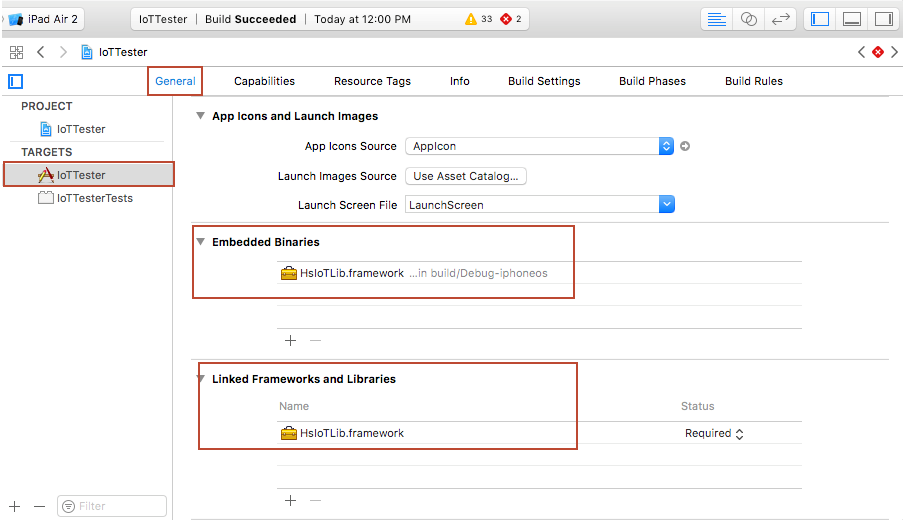 iPad Air 2
IoTTester | Build Succeeded | Today at 12:00 PM 33 2
IoTTester
General Capabilities Resource Tags Info Build Settings Build Phases Build Rules
PROJECT
IoTTester
TARGETS
IoTTester
IoTTesterTests
App Icons and Launch Images
App Icons Source AppIcon
Launch Images Source Use Asset Catalog...
Launch Screen File LaunchScreen
Embedded Binaries
HsIoTLib.framework ...in build/Debug-iphoneos
Linked Frameworks and Libraries
Name Status
HsIoTLib.framework Required
Filter